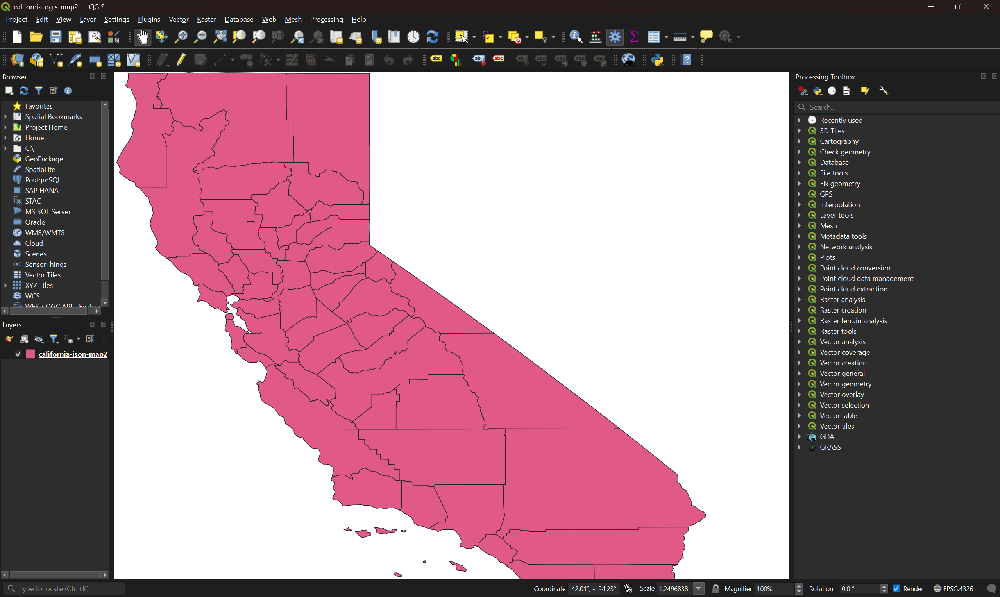 california-qgis-map2 — QGIS
Project Edit View Layer Settings Plugins Vector Raster Database Web Mesh Processing Help
Browser
Favorites
Spatial Bookmarks
Project Home
Home
C:\
GeoPackage
SpatiaLite
PostgreSQL
SAP HANA
STAC
MS SQL Server
Oracle
WMS/WMTS
Cloud
Scenes
SensorThings
Vector Tiles
XYZ Tiles
WCS
WFS / OGC API - Feature
Layers
california-json-map2
Processing Toolbox
Search...
Recently used
3D Tiles
Cartography
Check geometry
Database
File tools
Fix geometry
GPS
Interpolation
Layer tools
Mesh
Metadata tools
Network analysis
Plots
Point cloud conversion
Point cloud data management
Point cloud extraction
Raster analysis
Raster creation
Raster terrain analysis
Raster tools
Vector analysis
Vector coverage
Vector creation
Vector general
Vector geometry
Vector overlay
Vector selection
Vector table
Vector tiles
GDAL
GRASS
Type to locate (Ctrl+K)
Coordinate 42.01°, -124.23° Scale 1:2496838 Magnifier 100% Rotation 0.0 ° Render EPSG:4326